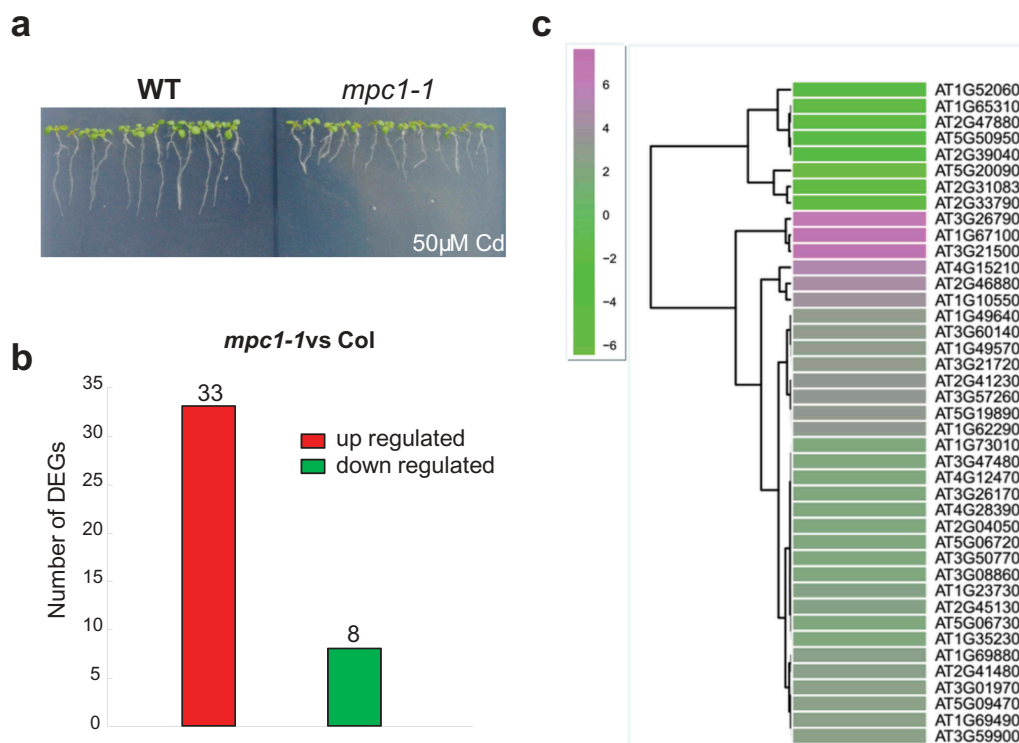 a
WT
mpc1-1
50µM Cd
b
mpc1-1vs Col
Number of DEGs
35
30
25
20
15
10
5
0
33
8
up regulated
down regulated
c
6
4
2
0
−2
−4
−6
AT1G52060
AT1G65310
AT2G47880
AT5G50950
AT2G39040
AT5G20090
AT2G31083
AT2G33790
AT3G26790
AT1G67100
AT3G21500
AT4G15210
AT2G46880
AT1G10550
AT1G49640
AT3G60140
AT1G49570
AT3G21720
AT2G41230
AT3G57260
AT5G19890
AT1G62290
AT1G73010
AT3G47480
AT4G12470
AT3G26170
AT4G28390
AT2G04050
AT5G06720
AT3G50770
AT3G08860
AT1G23730
AT2G45130
AT5G06730
AT1G35230
AT1G69880
AT2G41480
AT3G01970
AT5G09470
AT1G69490
AT3G59900